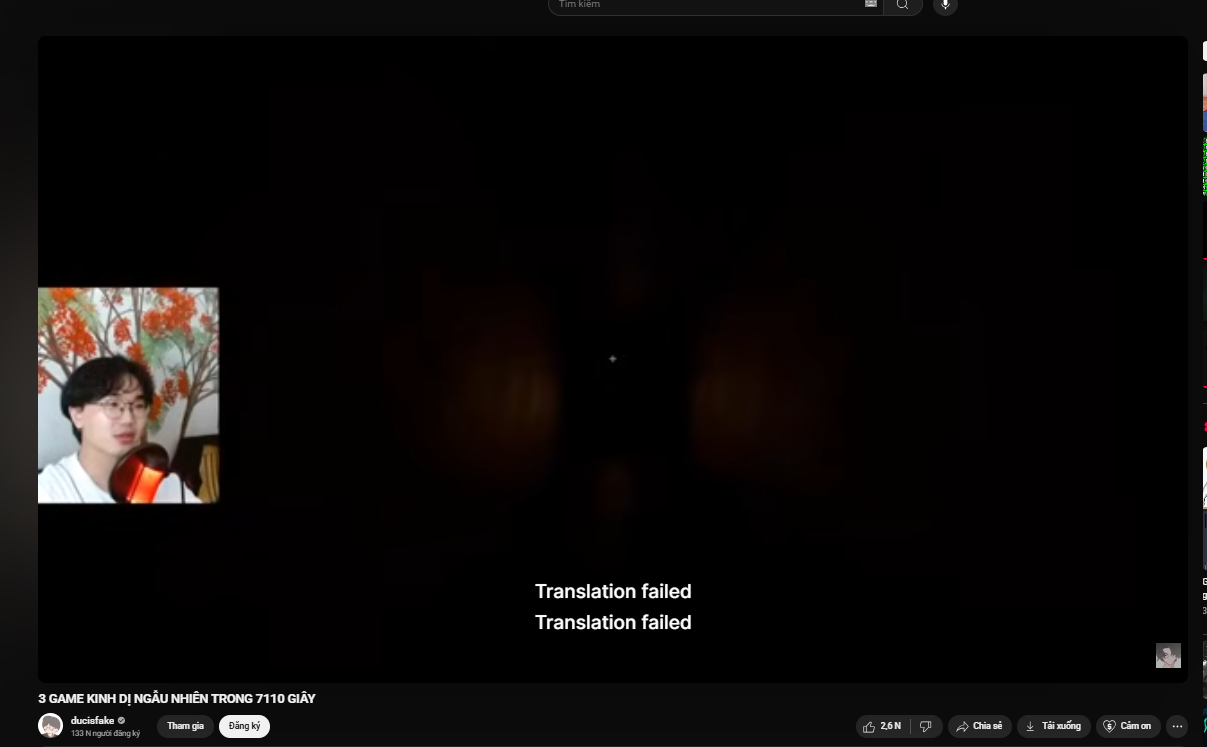 Tìm kiếm
Translation failed
Translation failed
3 GAME KINH DỊ NGẪU NHIÊN TRONG 7110 GIÂY
ducisfake
133 N người đăng ký
Tham gia
Đăng ký
2,6 N
Chia sẻ
Tải xuống
Cảm ơn